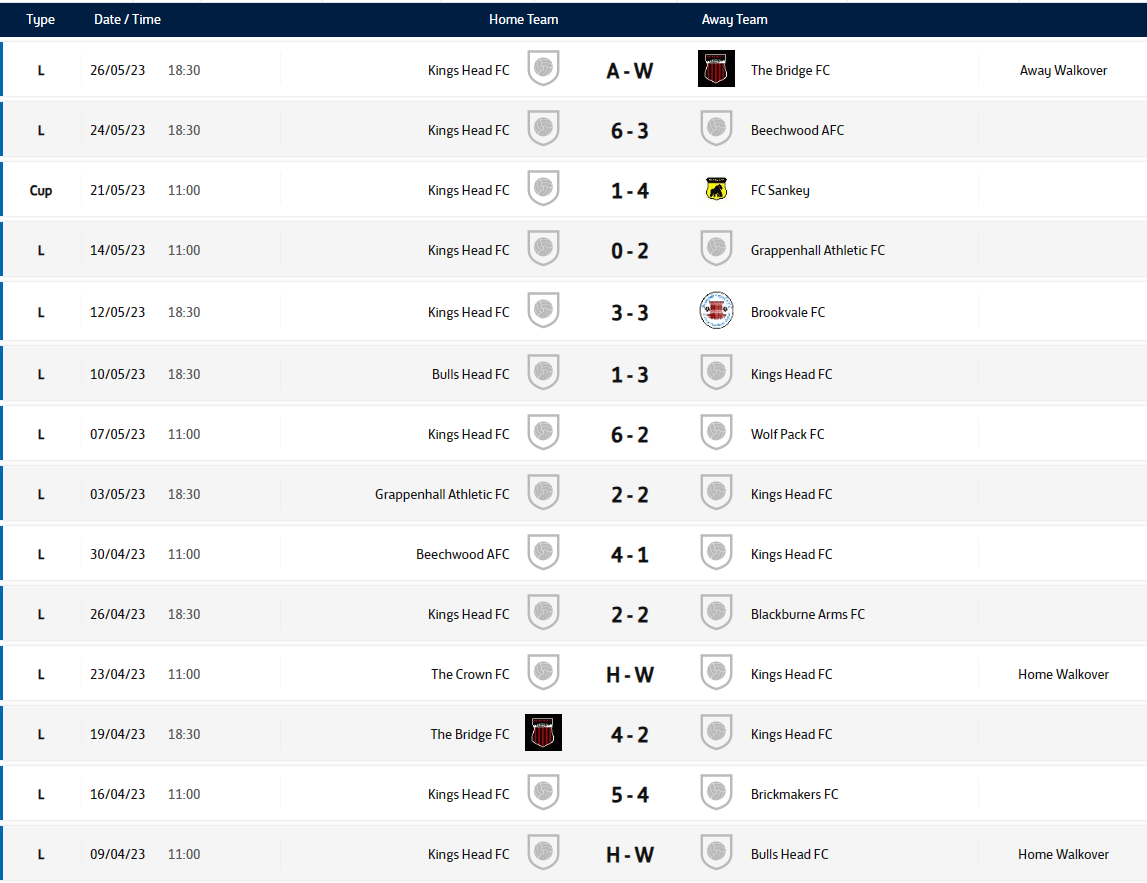 Type Date / Time Home Team Away Team
L 26/05/23 18:30 Kings Head FC A - W The Bridge FC Away Walkover
L 24/05/23 18:30 Kings Head FC 6 - 3 Beechwood AFC
Cup 21/05/23 11:00 Kings Head FC 1 - 4 FC Sankey
L 14/05/23 11:00 Kings Head FC 0 - 2 Grappenhall Athletic FC
L 12/05/23 18:30 Kings Head FC 3 - 3 Brookvale FC
L 10/05/23 18:30 Bulls Head FC 1 - 3 Kings Head FC
L 07/05/23 11:00 Kings Head FC 6 - 2 Wolf Pack FC
L 03/05/23 18:30 Grappenhall Athletic FC 2 - 2 Kings Head FC
L 30/04/23 11:00 Beechwood AFC 4 - 1 Kings Head FC
L 26/04/23 18:30 Kings Head FC 2 - 2 Blackburne Arms FC
L 23/04/23 11:00 The Crown FC H - W Kings Head FC Home Walkover
L 19/04/23 18:30 The Bridge FC 4 - 2 Kings Head FC
L 16/04/23 11:00 Kings Head FC 5 - 4 Brickmakers FC
L 09/04/23 11:00 Kings Head FC H - W Bulls Head FC Home Walkover